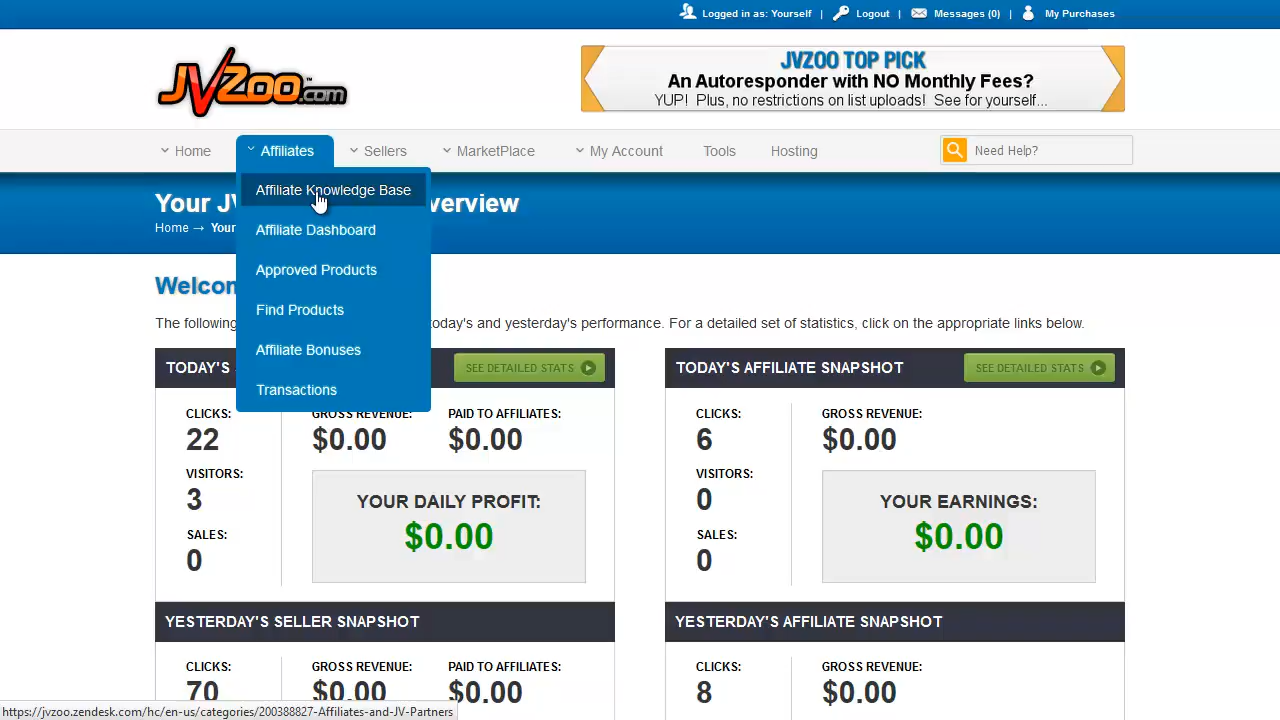 Logged in as: Yourself | Logout | Messages (0) | My Purchases
JVZoo.com™
JVZOO TOP PICK
An Autoresponder with NO Monthly Fees?
YUP! Plus, no restrictions on list uploads! See for yourself...
Home Affiliates Sellers MarketPlace My Account Tools Hosting Need Help?
Affiliate Knowledge Base
Affiliate Dashboard
Approved Products
Find Products
Affiliate Bonuses
Transactions
Your JV verview
Home → Your
Welcon
The following today's and yesterday's performance. For a detailed set of statistics, click on the appropriate links below.
TODAY'S SEE DETAILED STATS
CLICKS: GROSS REVENUE: PAID TO AFFILIATES:
22 $0.00 $0.00
VISITORS:
3
SALES:
0
YOUR DAILY PROFIT:
$0.00
TODAY'S AFFILIATE SNAPSHOT SEE DETAILED STATS
CLICKS: GROSS REVENUE:
6 $0.00
VISITORS:
0
SALES:
0
YOUR EARNINGS:
$0.00
YESTERDAY'S SELLER SNAPSHOT
CLICKS: GROSS REVENUE: PAID TO AFFILIATES:
70 $0.00 $0.00
YESTERDAY'S AFFILIATE SNAPSHOT
CLICKS: GROSS REVENUE:
8 $0.00
https://jvzoo.zendesk.com/hc/en-us/categories/200388827-Affiliates-and-JV-Partners